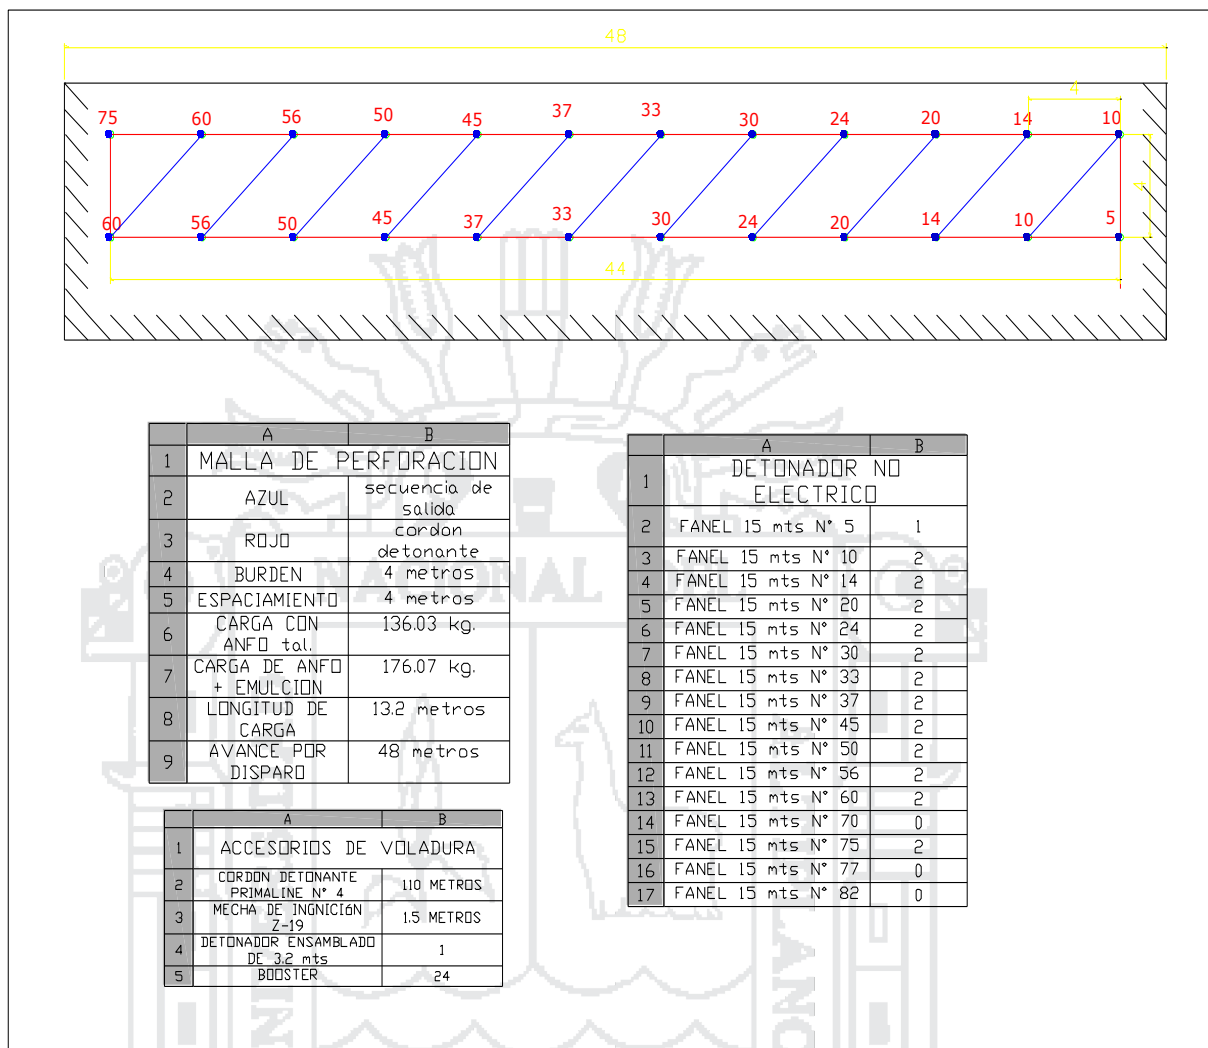 48
4
75 60 56 50 45 37 33 30 24 20 14 10
4
60 56 50 45 37 33 30 24 20 14 10 5
44
A B
1 MALLA DE PERFORACION
2 AZUL secuencia de
salida
3 ROJO cordon
detonante
4 BURDEN 4 metros
5 ESPACIAMIENTO 4 metros
6 CARGA CON 136.03 kg.
ANFO tal.
7 CARGA DE ANFO 176.07 kg.
+ EMULCION
8 LONGITUD DE 13.2 metros
CARGA
9 AVANCE POR 48 metros
DISPARO
A B
1 ACCESORIOS DE VOLADURA
2 CORDON DETONANTE 110 METROS
PRIMALINE N° 4
3 MECHA DE INGNICIÓN 1.5 METROS
Z-19
4 DETONADOR ENSAMBLADO 1
DE 3.2 mts
5 BOOSTER 24
A B
1 DETONADOR NO
ELECTRICO
2 FANEL 15 mts N° 5 1
3 FANEL 15 mts N° 10 2
4 FANEL 15 mts N° 14 2
5 FANEL 15 mts N° 20 2
6 FANEL 15 mts N° 24 2
7 FANEL 15 mts N° 30 2
8 FANEL 15 mts N° 33 2
9 FANEL 15 mts N° 37 2
10 FANEL 15 mts N° 45 2
11 FANEL 15 mts N° 50 2
12 FANEL 15 mts N° 56 2
13 FANEL 15 mts N° 60 2
14 FANEL 15 mts N° 70 0
15 FANEL 15 mts N° 75 2
16 FANEL 15 mts N° 77 0
17 FANEL 15 mts N° 82 0
NACIONAL DEL